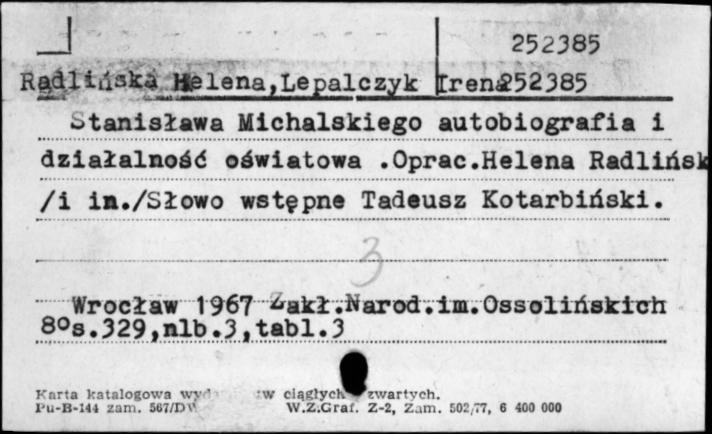 252385
Radlińska Helena,Lepalczyk Irena252385
Stanisława Michalskiego autobiografia i
działalność oświatowa .Oprac.Helena Radlińsk
/i in./Słowo wstępne Tadeusz Kotarbiński.
3
Wrocław 1967 Zakł.Narod.im.Ossolińskich
8os.329,nlb.3,tabl.3
Karta katalogowa ciągłych zwartych.
Pu-B-144 zam. 567/DW W.Z.Graf. Z-2, Zam. 502/77, 6 400 000